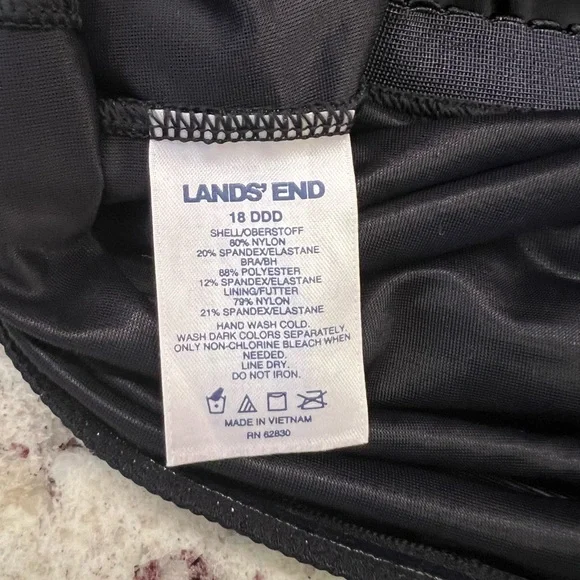 LANDS' END
18 DDD
SHELL/OBERSTOFF
80% NYLON
20% SPANDEX/ELASTANE
BRA/BH
88% POLYESTER
12% SPANDEX/ELASTANE
LINING/FUTTER
79% NYLON
21% SPANDEX/ELASTANE
HAND WASH COLD.
WASH DARK COLORS SEPARATELY.
ONLY NON-CHLORINE BLEACH WHEN
NEEDED.
LINE DRY.
DO NOT IRON.
MADE IN VIETNAM
RN 62830